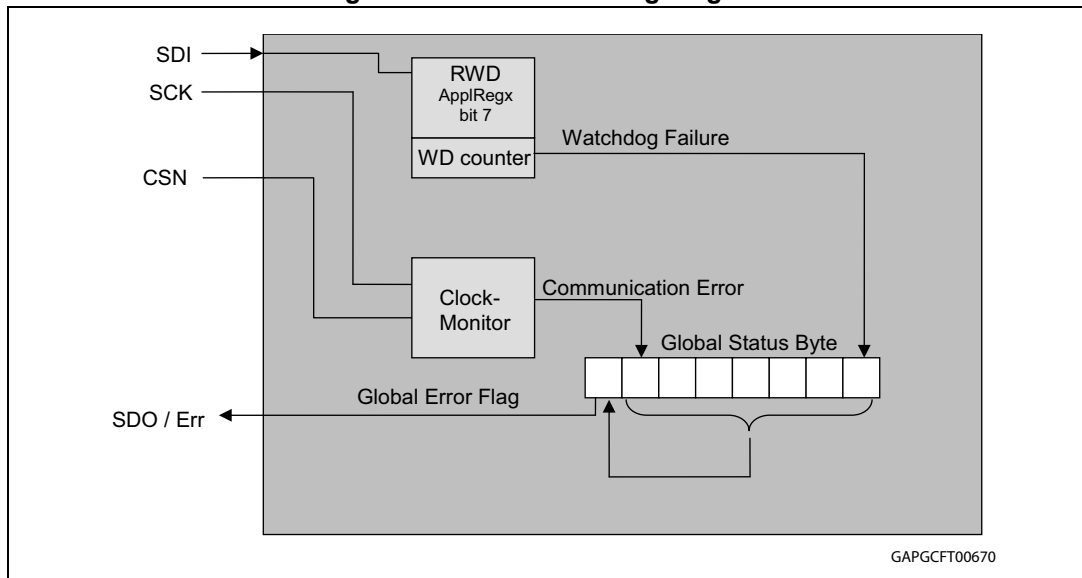 SDI
SCK
CSN
RWD
ApplRegx
bit 7
WD counter
Watchdog Failure
Clock-
Monitor
Communication Error
Global Status Byte
Global Error Flag
SDO / Err
GAPGCFT00670